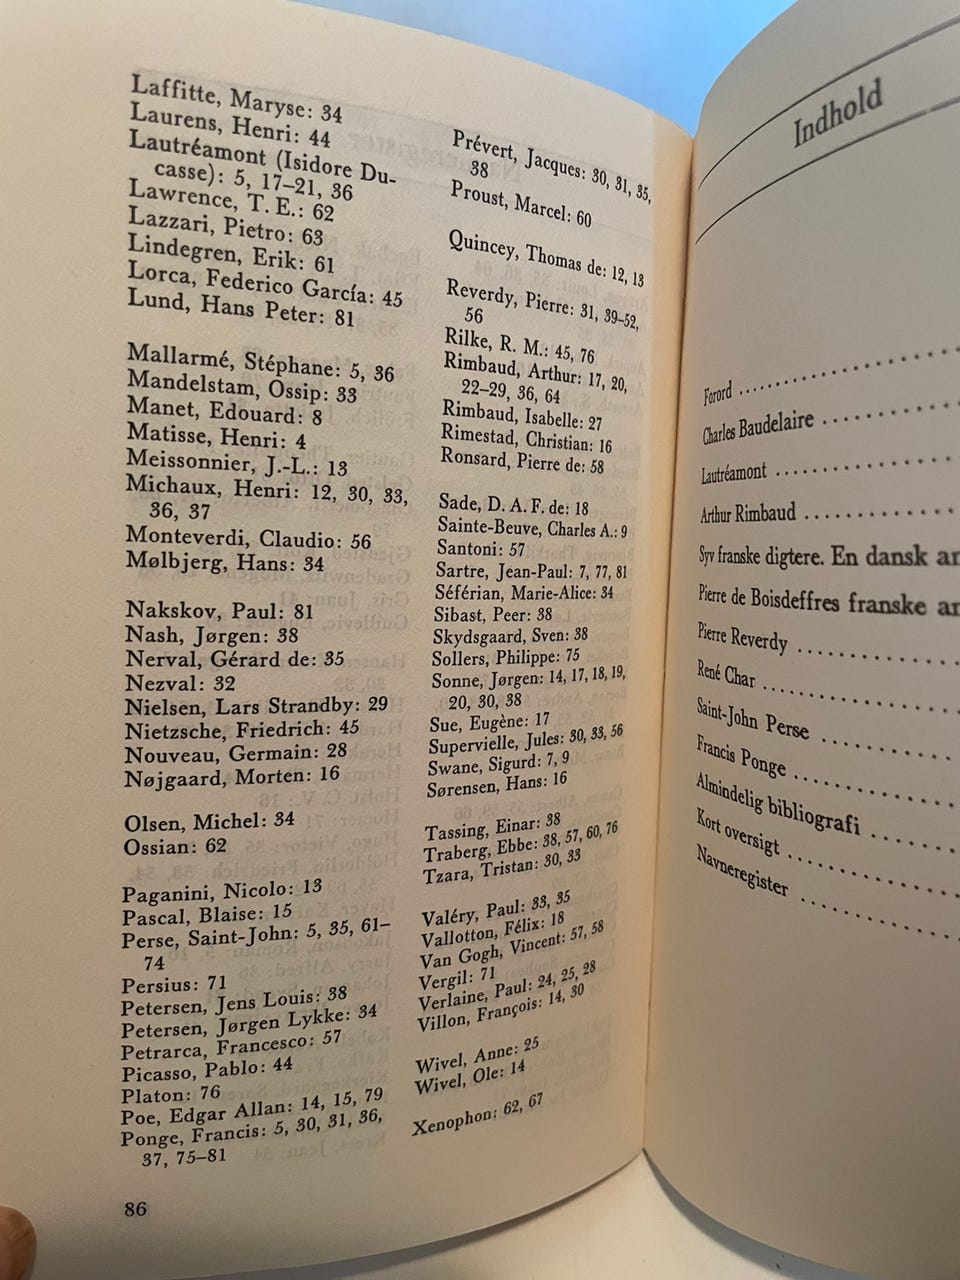 Laffitte, Maryse: 34
Laurens, Henri: 44
Lautréamont (Isidore Du-
casse): 5, 17–21, 36
Lawrence, T. E.: 62
Lazzari, Pietro: 63
Lindegren, Erik: 61
Lorca, Federico García: 45
Lund, Hans Peter: 81
Mallarmé, Stéphane: 5, 36
Mandelstam, Ossip: 33
Manet, Edouard: 8
Matisse, Henri: 4
Meissonnier, J.-L.: 13
Michaux, Henri: 12, 30, 33,
36, 37
Monteverdi, Claudio: 56
Mølbjerg, Hans: 34
Nakskov, Paul: 81
Nash, Jørgen: 38
Nerval, Gérard de: 35
Nezval: 32
Nielsen, Lars Strandby: 29
Nietzsche, Friedrich: 45
Nouveau, Germain: 28
Nøjgaard, Morten: 16
Olsen, Michel: 34
Ossian: 62
Paganini, Nicolo: 13
Pascal, Blaise: 15
Perse, Saint-John: 5, 35, 61–
74
Persius: 71
Petersen, Jens Louis: 38
Petersen, Jørgen Lykke: 34
Petrarca, Francesco: 57
Picasso, Pablo: 44
Platon: 76
Poe, Edgar Allan: 14, 15, 79
Ponge, Francis: 5, 30, 31, 36,
37, 75–81
86
Prévert, Jacques: 30, 31, 35,
38
Proust, Marcel: 60
Quincey, Thomas de: 12, 13
Reverdy, Pierre: 31, 39–52,
56
Rilke, R. M.: 45, 76
Rimbaud, Arthur: 17, 20,
22–29, 36, 64
Rimbaud, Isabelle: 27
Rimestad, Christian: 16
Ronsard, Pierre de: 58
Sade, D. A. F. de: 18
Sainte-Beuve, Charles A.: 9
Santoni: 57
Sartre, Jean-Paul: 7, 77, 81
Séférian, Marie-Alice: 34
Sibast, Peer: 38
Skydsgaard, Sven: 38
Sollers, Philippe: 75
Sonne, Jørgen: 14, 17, 18, 19,
20, 30, 38
Sue, Eugène: 17
Supervielle, Jules: 30, 33, 56
Swane, Sigurd: 7, 9
Sørensen, Hans: 16
Tassing, Einar: 38
Traberg, Ebbe: 38, 57, 60, 76
Tzara, Tristan: 30, 33
Valéry, Paul: 33, 35
Vallotton, Félix: 18
Van Gogh, Vincent: 57, 58
Vergil: 71
Verlaine, Paul: 24, 25, 28
Villon, François: 14, 30
Wivel, Anne: 25
Wivel, Ole: 14
Xenophon: 62, 67
Indhold
Forord
Charles Baudelaire
Lautréamont
Arthur Rimbaud
Syv franske digtere. En dansk
Pierre de Boisdeffres franske
Pierre Reverdy
René Char
Saint-John Perse
Francis Ponge
Almindelig bibliografi
Kort oversigt
Navneregister